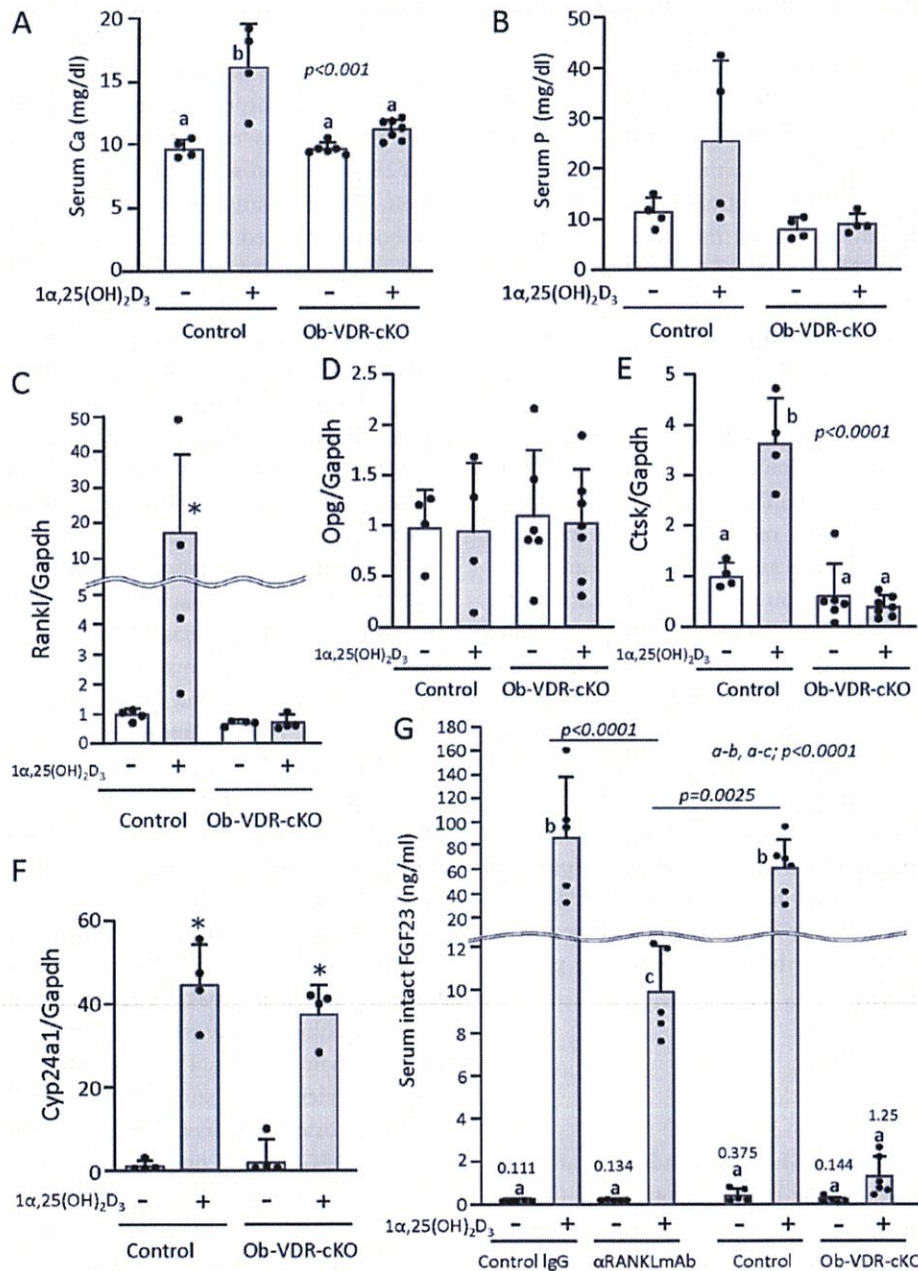 A
Serum Ca (mg/dl)
20
15
10
5
0
a
b
a
a
p<0.001
1α,25(OH)₂D₃ - + - +
Control Ob-VDR-cKO
B
Serum P (mg/dl)
50
40
30
20
10
0
1α,25(OH)₂D₃ - + - +
Control Ob-VDR-cKO
C
Rankl/Gapdh
50
40
30
20
10
5
4
3
2
1
0
*
1α,25(OH)₂D₃ - + - +
Control Ob-VDR-cKO
D
Opg/Gapdh
2.5
2
1.5
1
0.5
0
1α,25(OH)₂D₃ - + - +
Control Ob-VDR-cKO
E
Ctsk/Gapdh
5
4
3
2
1
0
a
b
a
a
p<0.0001
1α,25(OH)₂D₃ - + - +
Control Ob-VDR-cKO
F
Cyp24a1/Gapdh
60
40
20
0
*
*
1α,25(OH)₂D₃ - + - +
Control Ob-VDR-cKO
G
Serum intact FGF23 (ng/ml)
180
160
140
120
100
80
60
40
20
12
10
8
6
4
2
0
p<0.0001
a-b, a-c; p<0.0001
p=0.0025
b
c
b
0.111
a
0.134
a
0.375
a
0.144
a
1.25
a
1α,25(OH)₂D₃ - + - + - + - +
Control IgG αRANKLmAb Control Ob-VDR-cKO